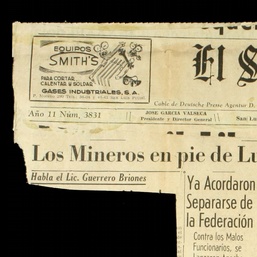 EQUIPOS
SMITH'S
PARA CORTAR,
CALENTAR, U SOLDAR
GASES INDUSTRIALES, S. A.
El S
Cable de Deutsche Presse Agentur D.
Año 11 Núm. 3831
JOSE GARCIA VALSECA
Presidente y Director General
San Lu
Los Mineros en pie de Lu
Habla el Lic. Guerrero Briones
Ya Acordaron
Separarse de
la Federación
Contra los Malos
Funcionarios, se